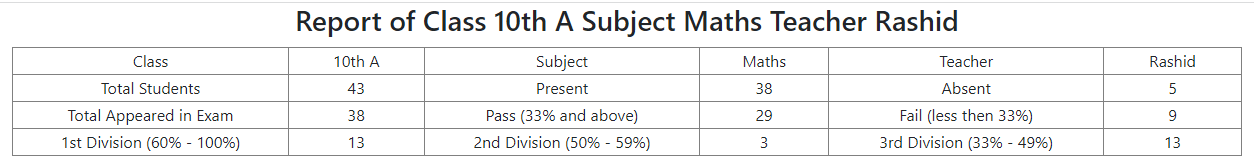 Report of Class 10th A Subject Maths Teacher Rashid
Class 10th A Subject Maths Teacher Rashid
Total Students 43 Present 38 Absent 5
Total Appeared in Exam 38 Pass (33% and above) 29 Fail (less then 33%) 9
1st Division (60% - 100%) 13 2nd Division (50% - 59%) 3 3rd Division (33% - 49%) 13